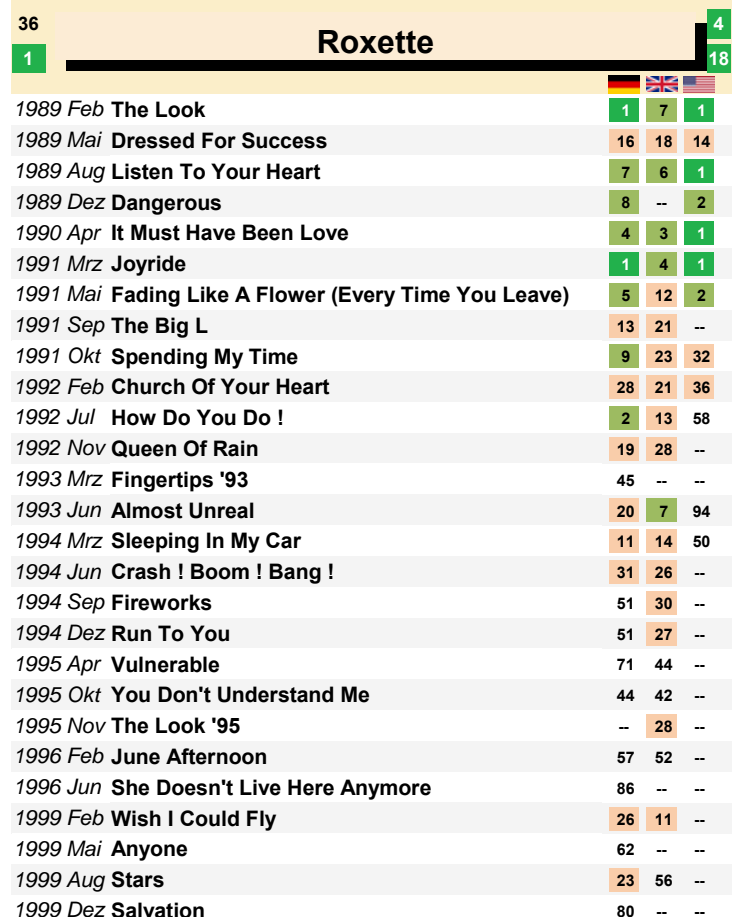 36 Roxette 4
1 18
1989 Feb The Look 1 7 1
1989 Mai Dressed For Success 16 18 14
1989 Aug Listen To Your Heart 7 6 1
1989 Dez Dangerous 8 -- 2
1990 Apr It Must Have Been Love 4 3 1
1991 Mrz Joyride 1 4 1
1991 Mai Fading Like A Flower (Every Time You Leave) 5 12 2
1991 Sep The Big L 13 21 --
1991 Okt Spending My Time 9 23 32
1992 Feb Church Of Your Heart 28 21 36
1992 Jul How Do You Do ! 2 13 58
1992 Nov Queen Of Rain 19 28 --
1993 Mrz Fingertips '93 45 -- --
1993 Jun Almost Unreal 20 7 94
1994 Mrz Sleeping In My Car 11 14 50
1994 Jun Crash ! Boom ! Bang ! 31 26 --
1994 Sep Fireworks 51 30 --
1994 Dez Run To You 51 27 --
1995 Apr Vulnerable 71 44 --
1995 Okt You Don't Understand Me 44 42 --
1995 Nov The Look '95 -- 28 --
1996 Feb June Afternoon 57 52 --
1996 Jun She Doesn't Live Here Anymore 86 -- --
1999 Feb Wish I Could Fly 26 11 --
1999 Mai Anyone 62 -- --
1999 Aug Stars 23 56 --
1999 Dez Salvation 80 -- --